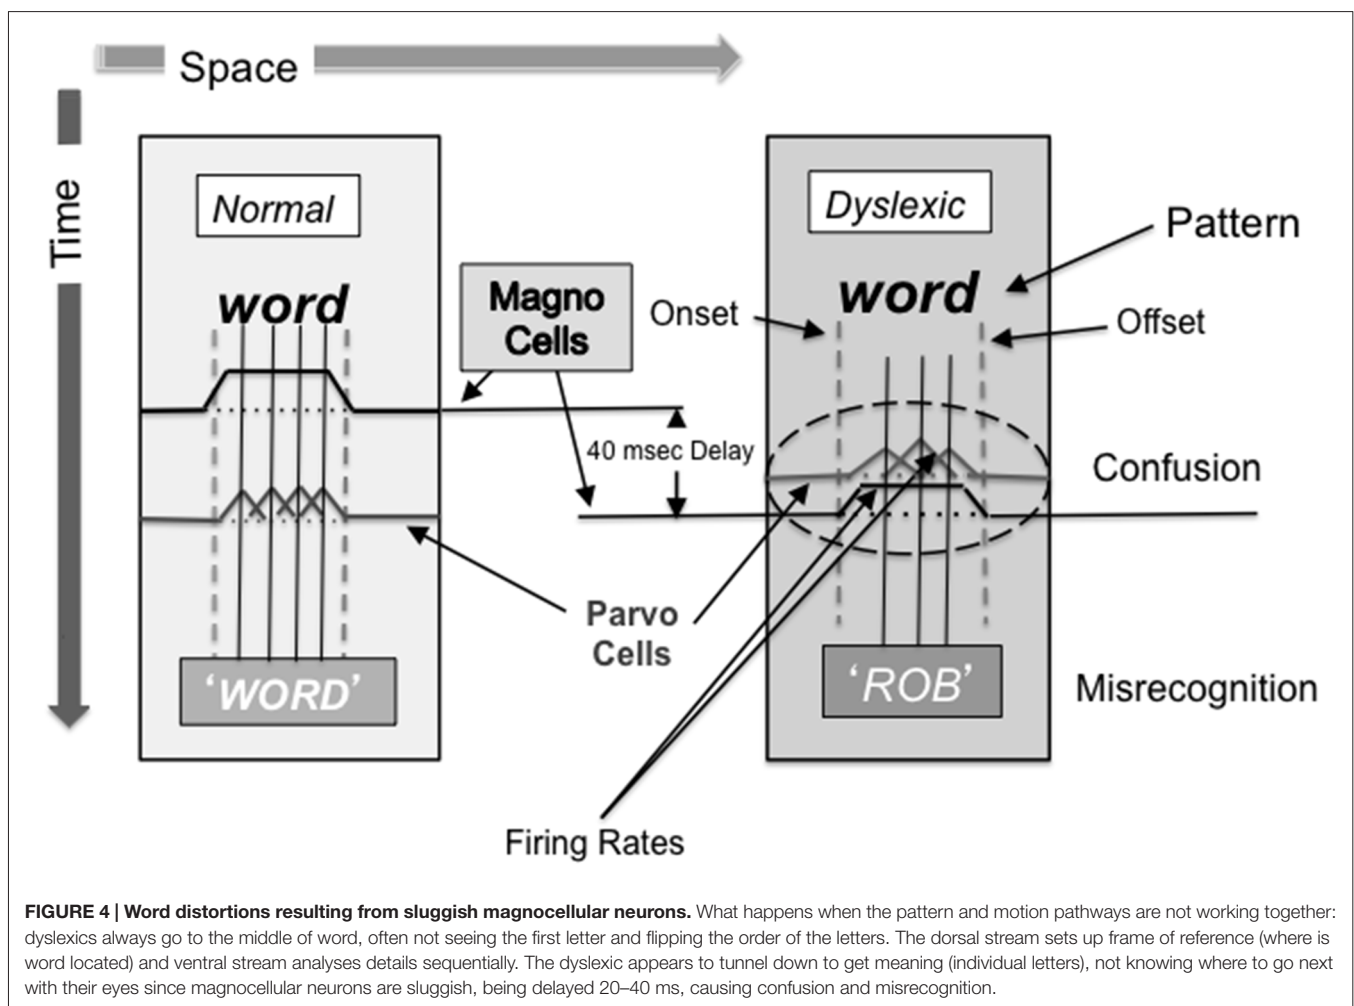 Space
Time
Normal
Dyslexic
Pattern
word
word
Magno
Cells
Onset
Offset
40 msec Delay
Confusion
Parvo
Cells
'WORD'
'ROB'
Misrecognition
Firing Rates
FIGURE 4 | Word distortions resulting from sluggish magnocellular neurons. What happens when the pattern and motion pathways are not working together:
dyslexics always go to the middle of word, often not seeing the first letter and flipping the order of the letters. The dorsal stream sets up frame of reference (where is
word located) and ventral stream analyses details sequentially. The dyslexic appears to tunnel down to get meaning (individual letters), not knowing where to go next
with their eyes since magnocellular neurons are sluggish, being delayed 20–40 ms, causing confusion and misrecognition.